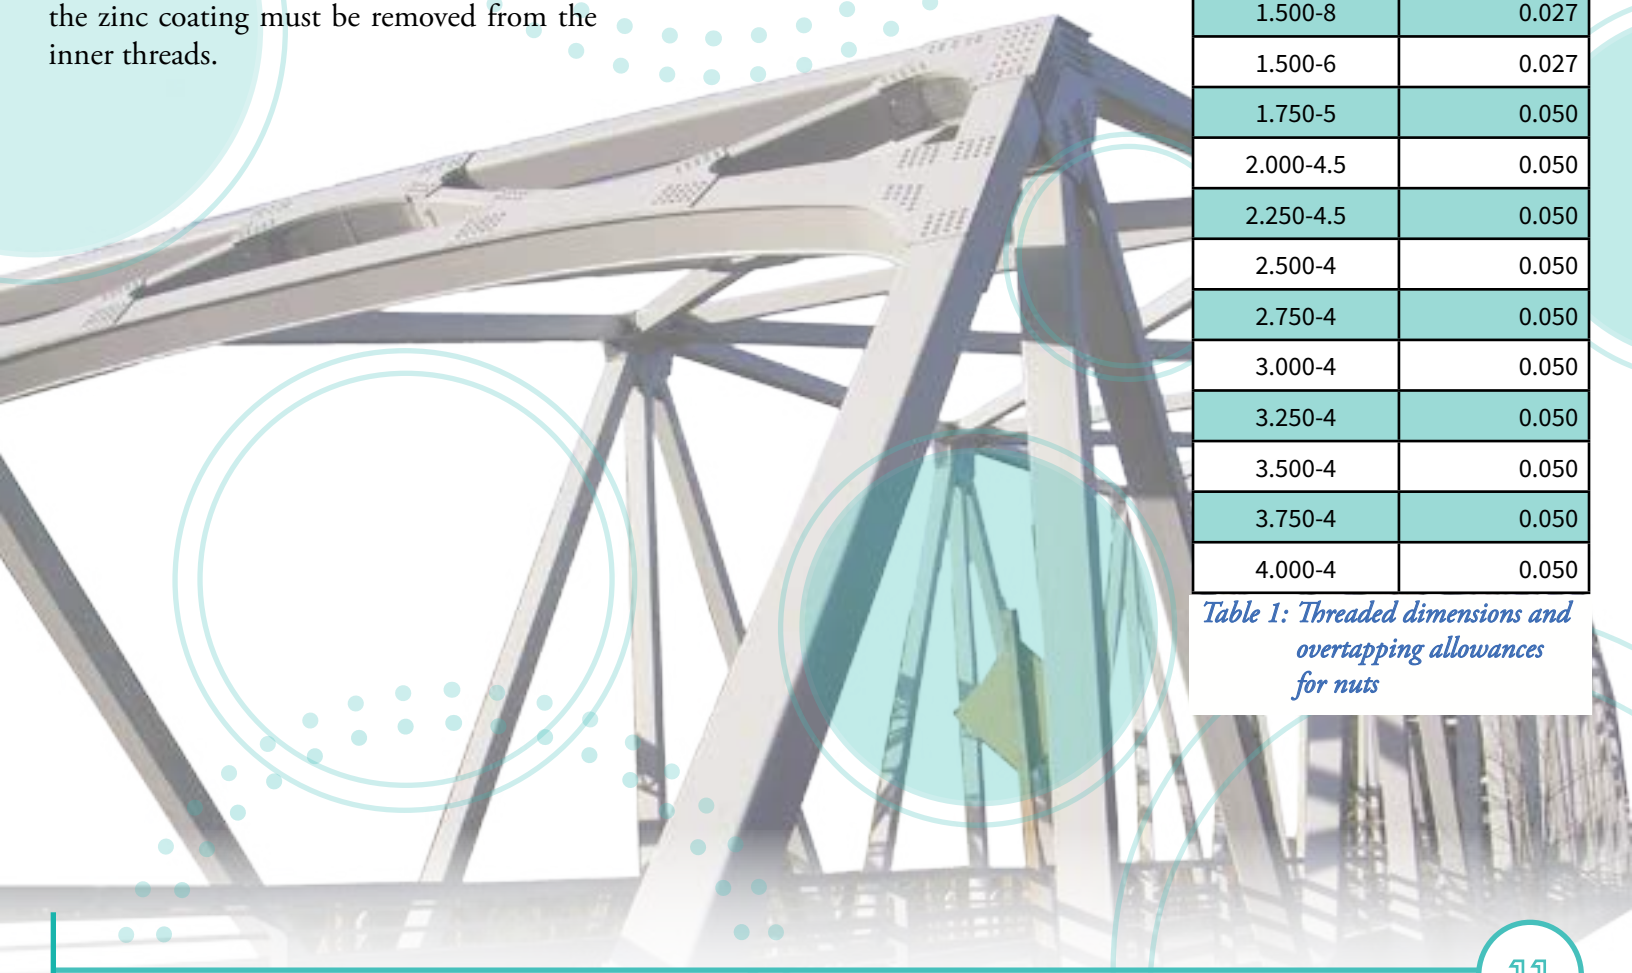 the zinc coating must be removed from the
inner threads.
1.500-8 0.027
1.500-6 0.027
1.750-5 0.050
2.000-4.5 0.050
2.250-4.5 0.050
2.500-4 0.050
2.750-4 0.050
3.000-4 0.050
3.250-4 0.050
3.500-4 0.050
3.750-4 0.050
4.000-4 0.050
Table 1: Threaded dimensions and
overtapping allowances
for nuts
11